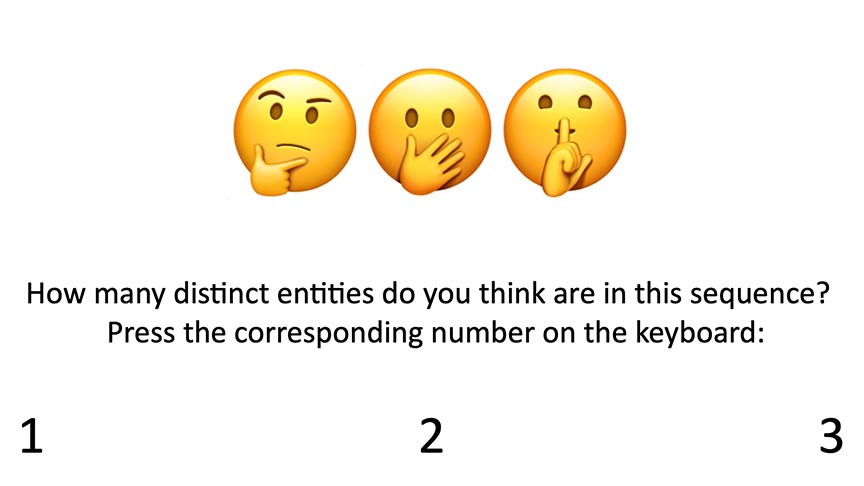 How many distinct entities do you think are in this sequence?
Press the corresponding number on the keyboard:
1 2 3